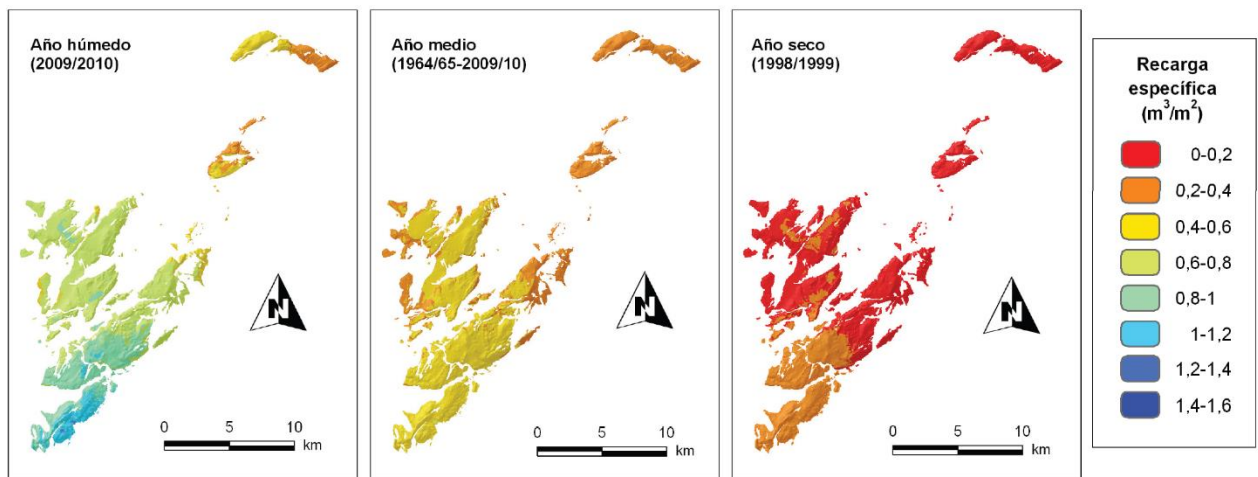 Año húmedo
(2009/2010)
N
0 5 10
km
Año medio
(1964/65-2009/10)
N
0 5 10
km
Año seco
(1998/1999)
N
0 5 10
km
Recarga
específica
(m³/m²)
0-0,2
0,2-0,4
0,4-0,6
0,6-0,8
0,8-1
1-1,2
1,2-1,4
1,4-1,6